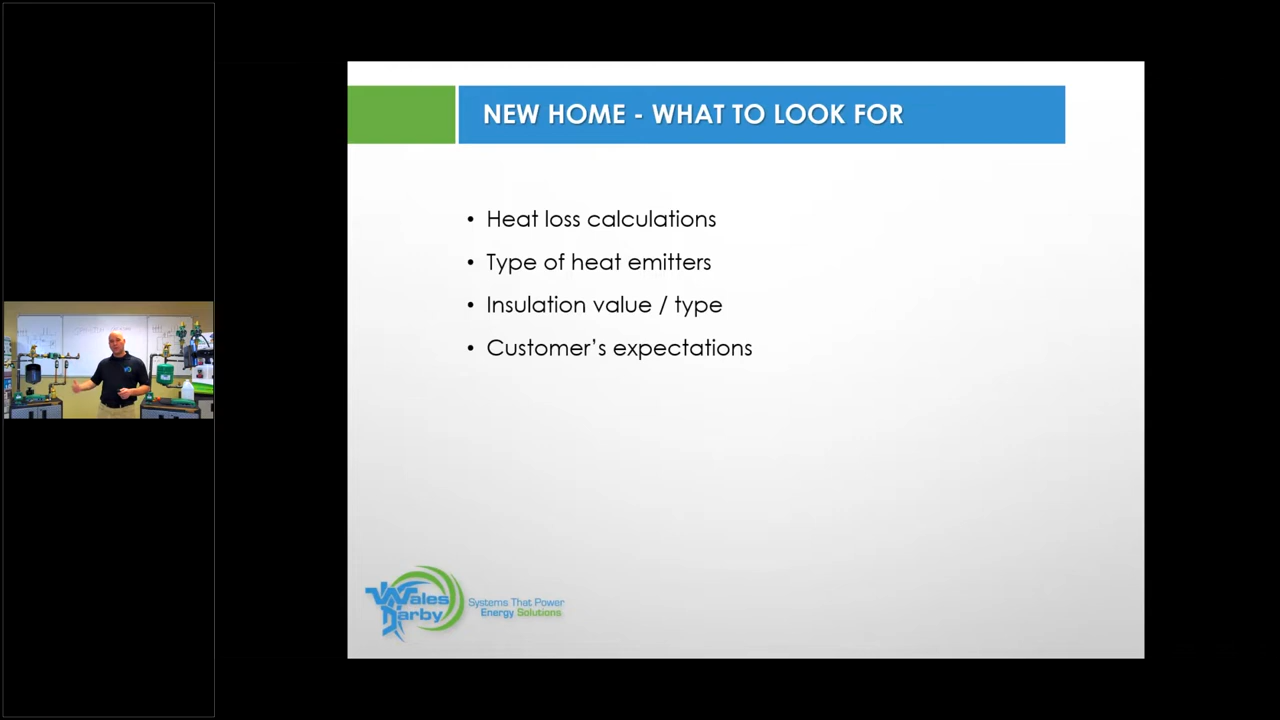 NEW HOME - WHAT TO LOOK FOR
• Heat loss calculations
• Type of heat emitters
• Insulation value / type
• Customer’s expectations
Wales
Darby
Systems That Power
Energy Solutions